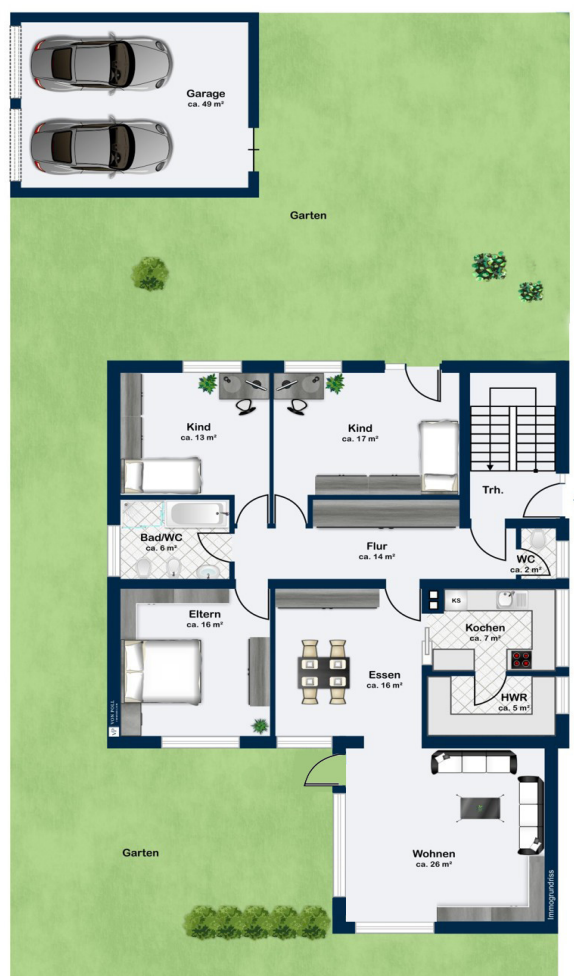 Garage
ca. 49 m²
Garten
Kind
ca. 13 m²
Kind
ca. 17 m²
Trh.
Bad/WC
ca. 6 m²
Flur
ca. 14 m²
WC
ca. 2 m²
Eltern
ca. 16 m²
KS
Kochen
ca. 7 m²
Essen
ca. 16 m²
HWR
ca. 5 m²
VON POLL
Garten
Wohnen
ca. 26 m²
Immogrundriss